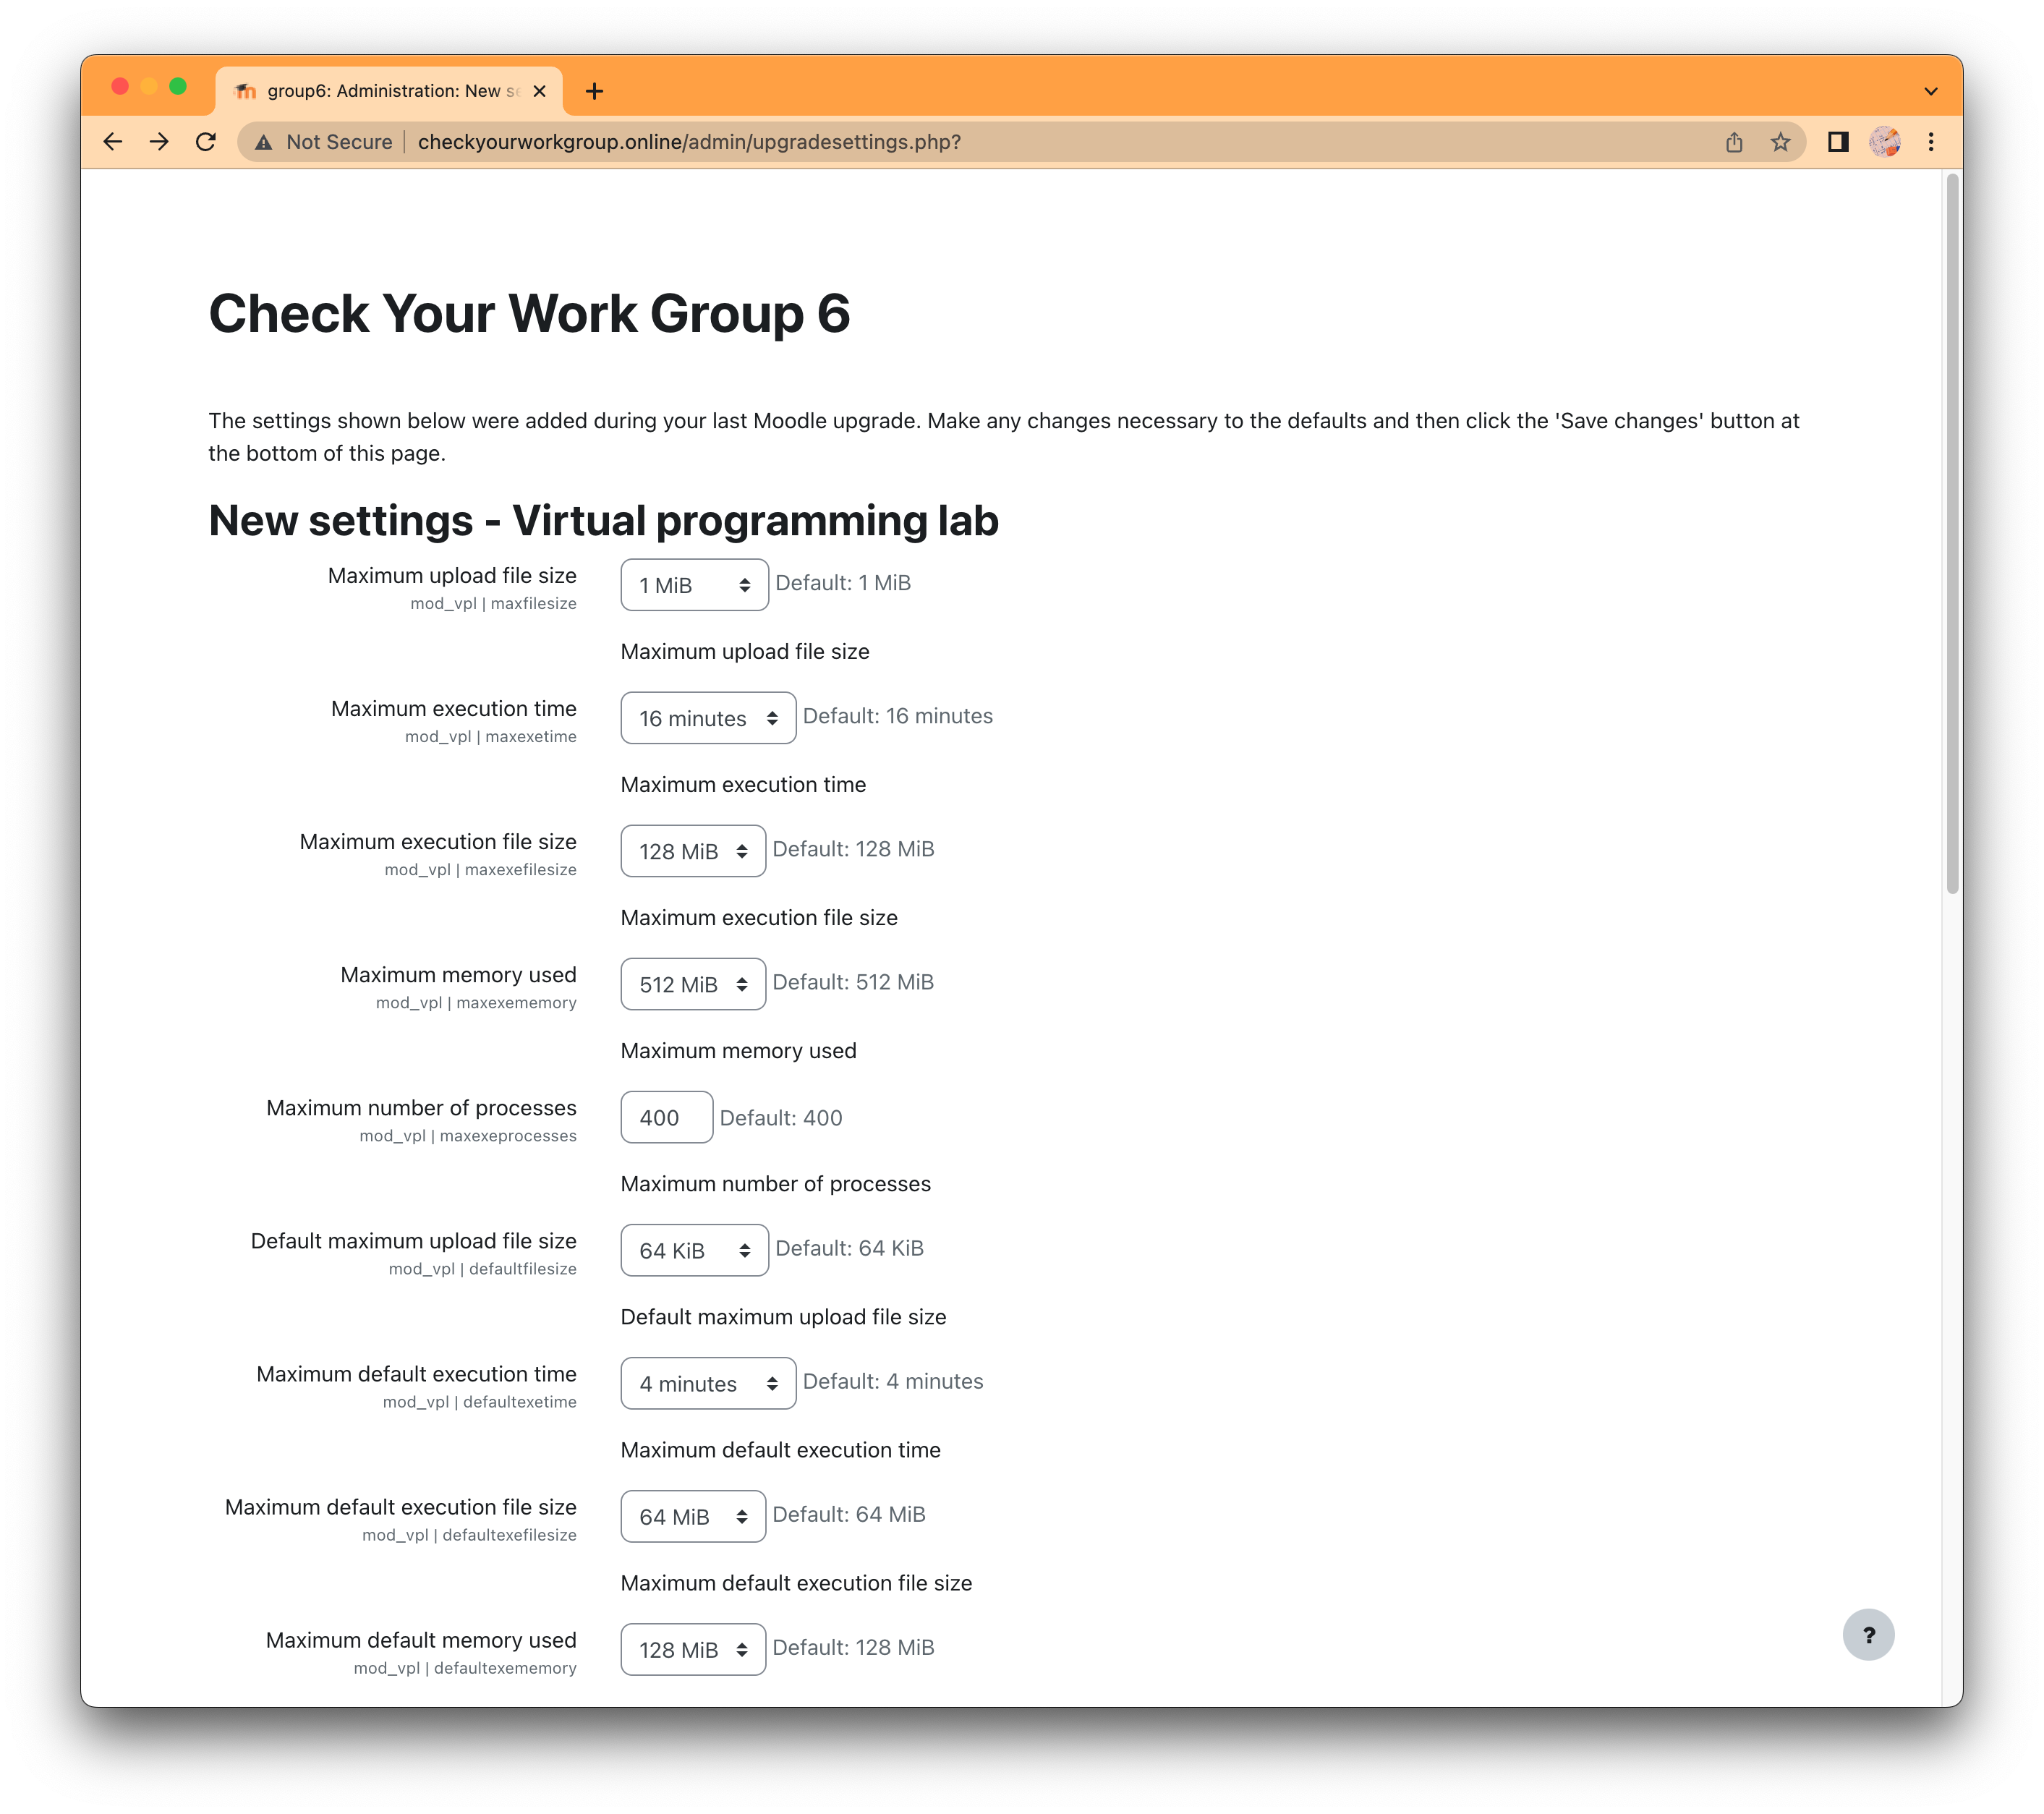 group6: Administration: New se
Not Secure
checkyourworkgroup.online/admin/upgradesettings.php?
Check Your Work Group 6
The settings shown below were added during your last Moodle upgrade. Make any changes necessary to the defaults and then click the 'Save changes' button at
the bottom of this page.
New settings - Virtual programming lab
Maximum upload file size
1 MiB
Default: 1 MiB
mod_vpl | maxfilesize
Maximum upload file size
Maximum execution time
16 minutes
Default: 16 minutes
mod_vpl | maxexetime
Maximum execution time
Maximum execution file size
128 MiB
Default: 128 MiB
mod_vpl | maxexefilesize
Maximum execution file size
Maximum memory used
512 MiB
Default: 512 MiB
mod_vpl | maxexememory
Maximum memory used
Maximum number of processes
400
Default: 400
mod_vpl | maxexeprocesses
Maximum number of processes
Default maximum upload file size
64 KiB
Default: 64 KiB
mod_vpl | defaultfilesize
Default maximum upload file size
Maximum default execution time
4 minutes
Default: 4 minutes
mod_vpl | defaultexetime
Maximum default execution time
Maximum default execution file size
64 MiB
Default: 64 MiB
mod_vpl | defaultexefilesize
Maximum default execution file size
Maximum default memory used
128 MiB
Default: 128 MiB
mod_vpl | defaultexememory
?